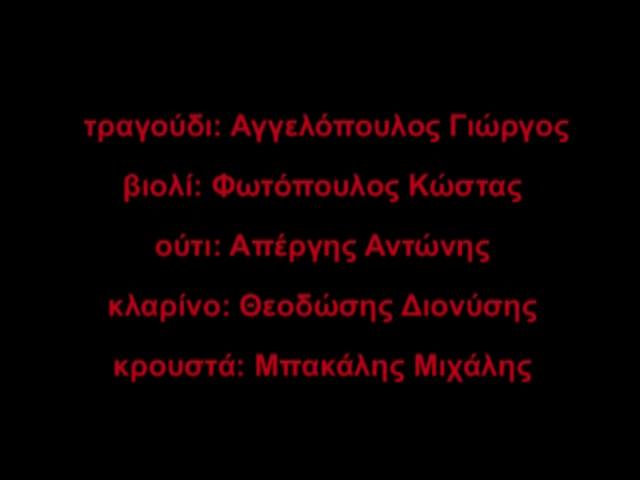 τραγούδι: Αγγελόπουλος Γιώργος
βιολί: Φωτόπουλος Κώστας
ούτι: Απέργης Αντώνης
κλαρίνο: Θεοδώσης Διονύσης
κρουστά: Μπακάλης Μιχάλης